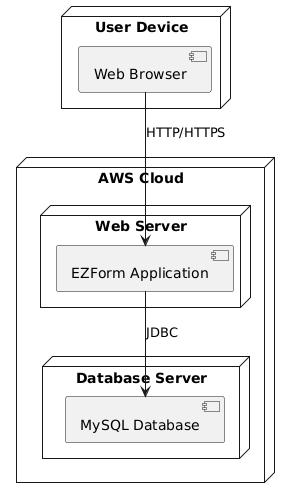 User Device
Web Browser
HTTP/HTTPS
AWS Cloud
Web Server
EZForm Application
JDBC
Database Server
MySQL Database